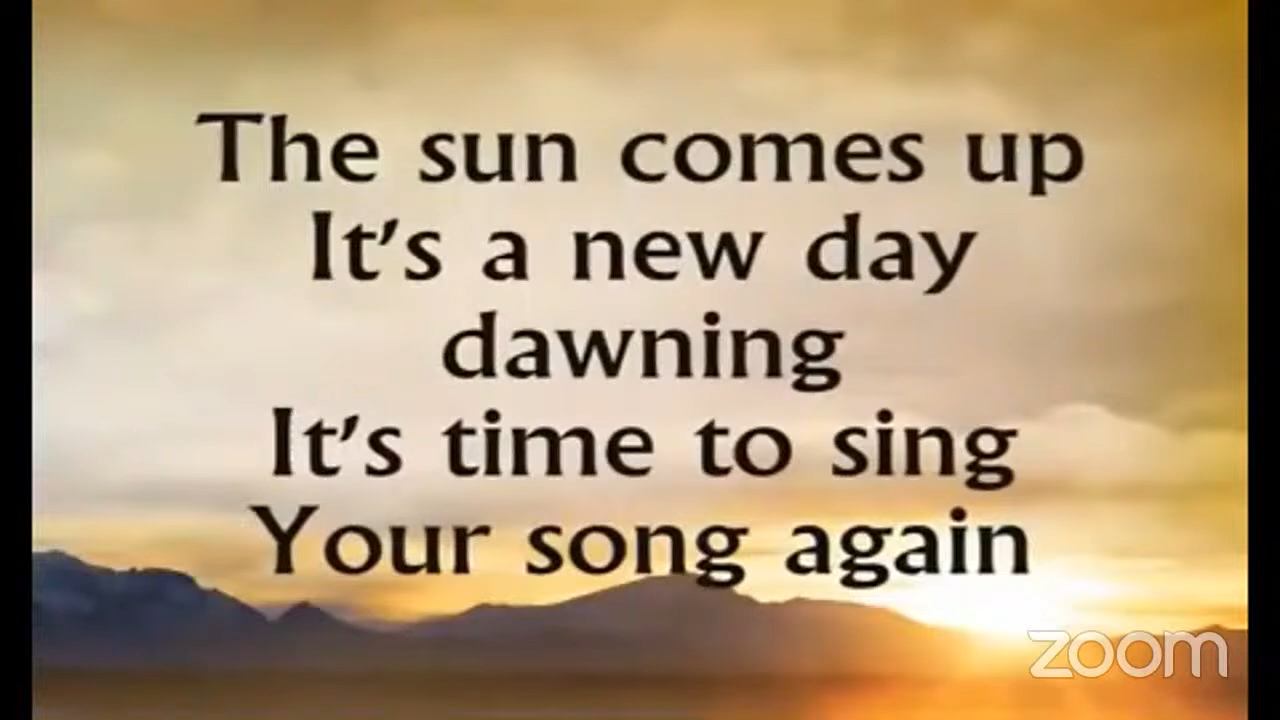 The sun comes up
It's a new day
dawning
It's time to sing
Your song again
zoom